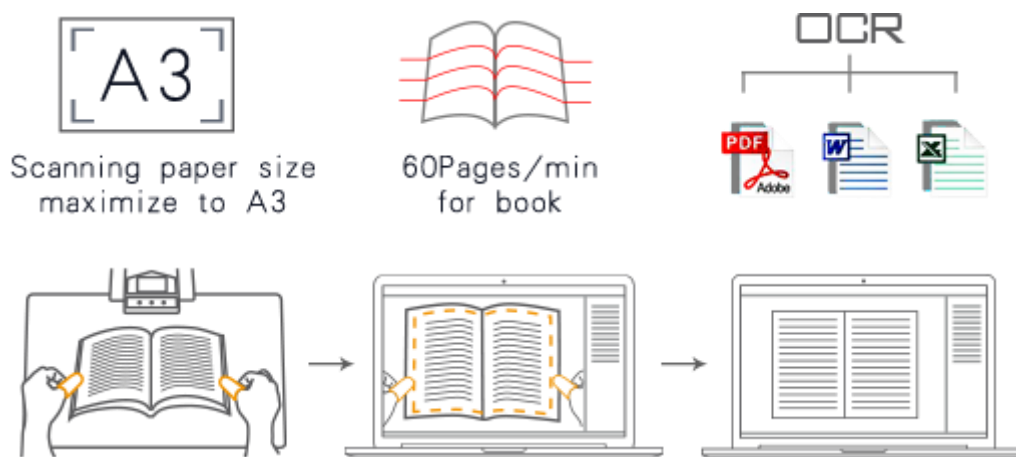 A3
Scanning paper size
maximize to A3
60Pages/min
for book
OCR
PDF
Adobe
W
X